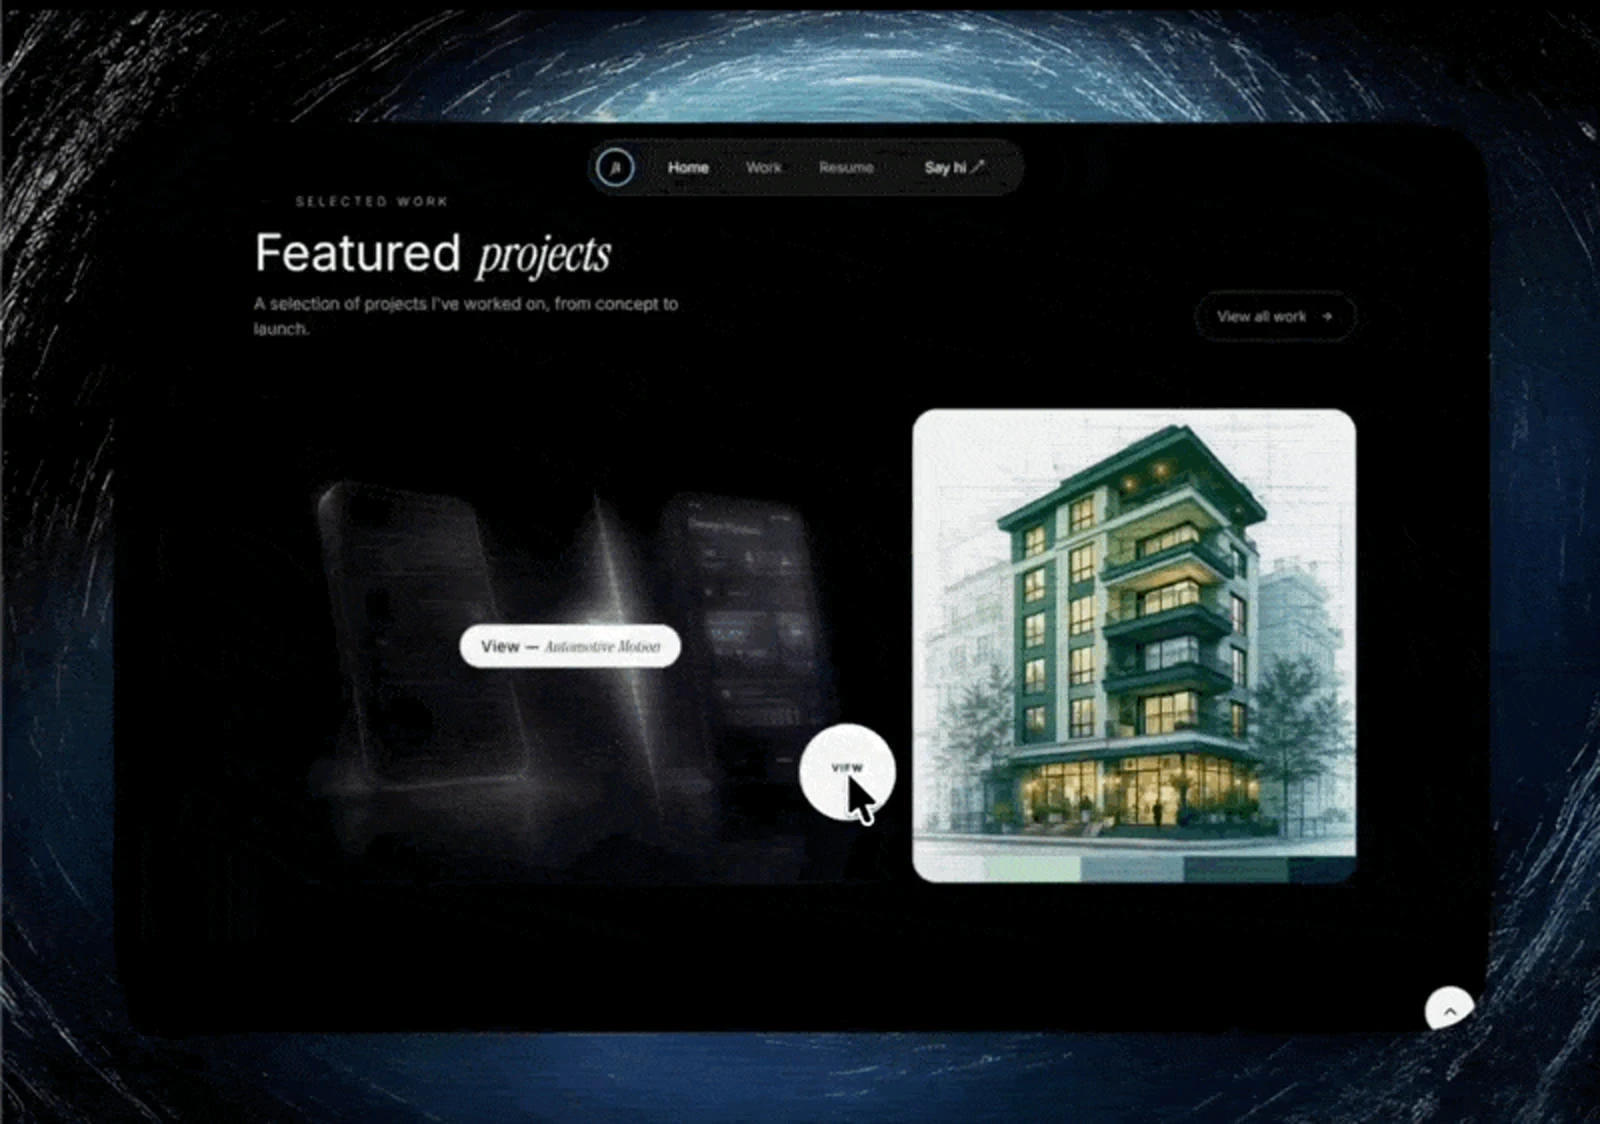 Home Work Resume Say hi ↗
SELECTED WORK
Featured projects
A selection of projects I've worked on, from concept to
launch.
View all work →
View — Automotive Motion
VIEW